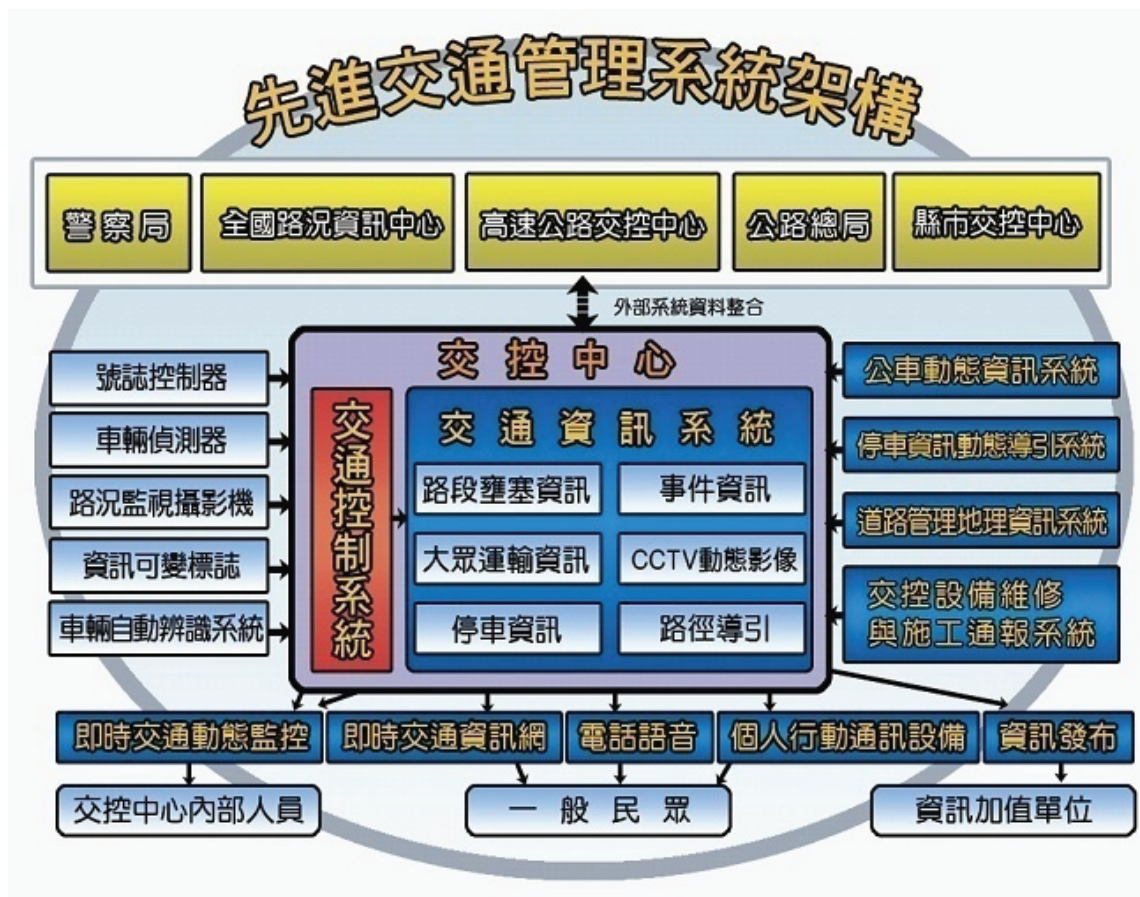 先進交通管理系統架構
警察局
全國路況資訊中心
高速公路交控中心
公路總局
縣市交控中心
外部系統資料整合
號誌控制器
車輛偵測器
路況監視攝影機
資訊可變標誌
車輛自動辨識系統
交控中心
交通控制系統
交通資訊系統
路段壅塞資訊
事件資訊
大眾運輸資訊
CCTV動態影像
停車資訊
路徑導引
公車動態資訊系統
停車資訊動態導引系統
道路管理地理資訊系統
交控設備維修
與施工通報系統
即時交通動態監控
即時交通資訊網
電話語音
個人行動通訊設備
資訊發布
交控中心內部人員
一般民眾
資訊加值單位